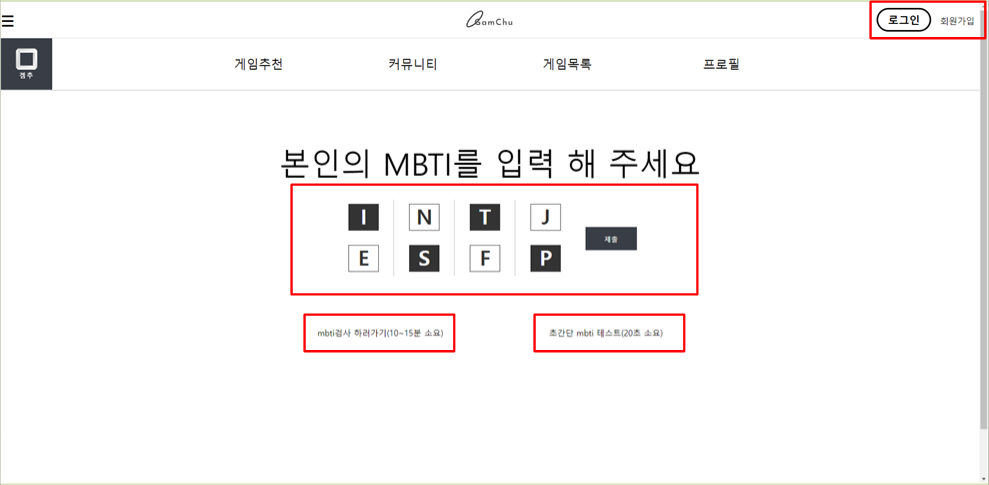 GamChu
로그인 회원가입
겜추
게임추천 커뮤니티 게임목록 프로필
본인의 MBTI를 입력 해 주세요
I N T J
제출
E S F P
mbti검사 하러가기(10~15분 소요) 초간단 mbti 테스트(20초 소요)